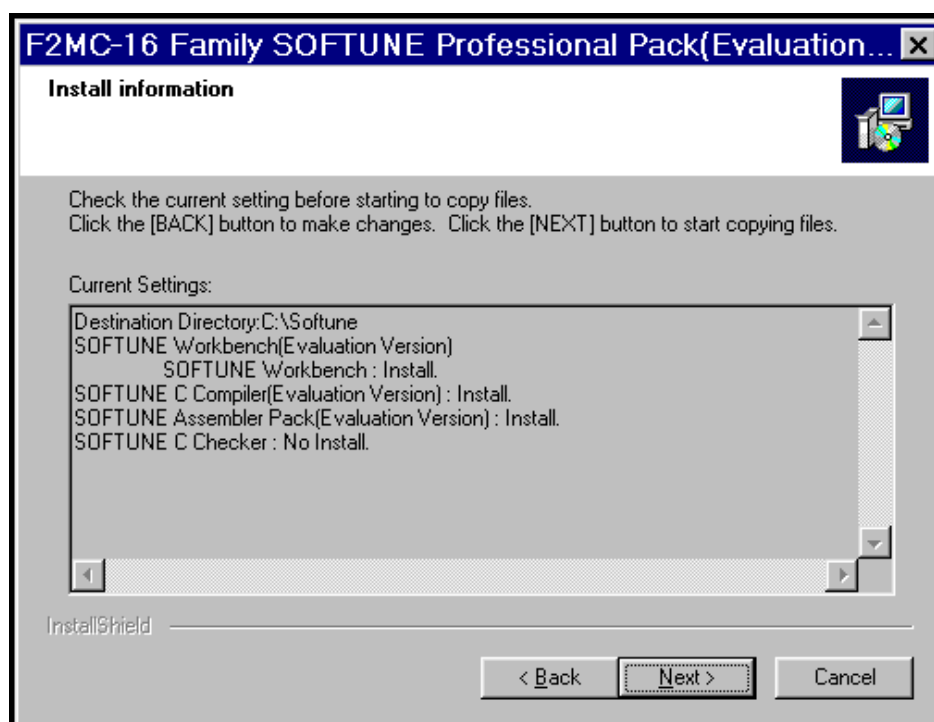 F2MC-16 Family SOFTUNE Professional Pack(Evaluation...
Install information
Check the current setting before starting to copy files.
Click the [BACK] button to make changes.  Click the [NEXT] button to start copying files.
Current Settings:
Destination Directory:C:\Softune
SOFTUNE Workbench(Evaluation Version)
SOFTUNE Workbench : Install.
SOFTUNE C Compiler(Evaluation Version) : Install.
SOFTUNE Assembler Pack(Evaluation Version) : Install.
SOFTUNE C Checker : No Install.
InstallShield
< Back Next > Cancel